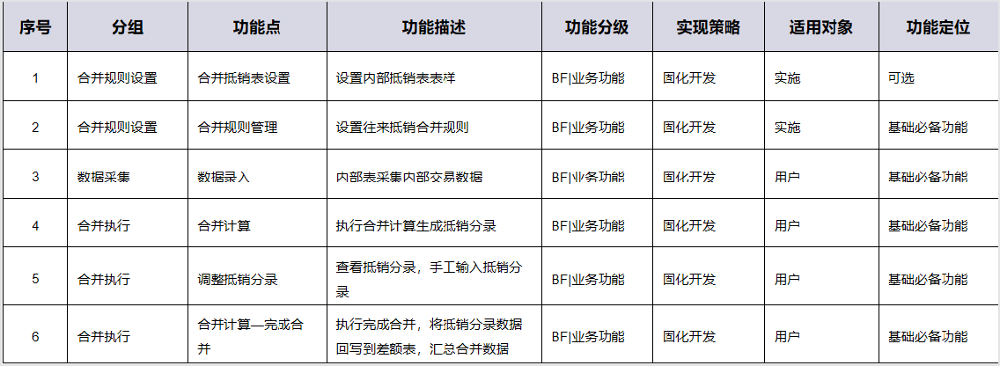 序号 分组 功能点 功能描述 功能分级 实现策略 适用对象 功能定位
1 合并规则设置 合并抵销表设置 设置内部抵销表表样 BF|业务功能 固化开发 实施 可选
2 合并规则设置 合并规则管理 设置往来抵销合并规则 BF|业务功能 固化开发 实施 基础必备功能
3 数据采集 数据录入 内部表采集内部交易数据 BF|业务功能 固化开发 用户 基础必备功能
4 合并执行 合并计算 执行合并计算生成抵销分录 BF|业务功能 固化开发 用户 基础必备功能
5 合并执行 调整抵销分录 查看抵销分录，手工输入抵销分 BF|业务功能 固化开发 用户 基础必备功能
录
6 合并执行 合并计算—完成合 执行完成合并，将抵销分录数据 BF|业务功能 固化开发 用户 基础必备功能
并 回写到差额表，汇总合并数据